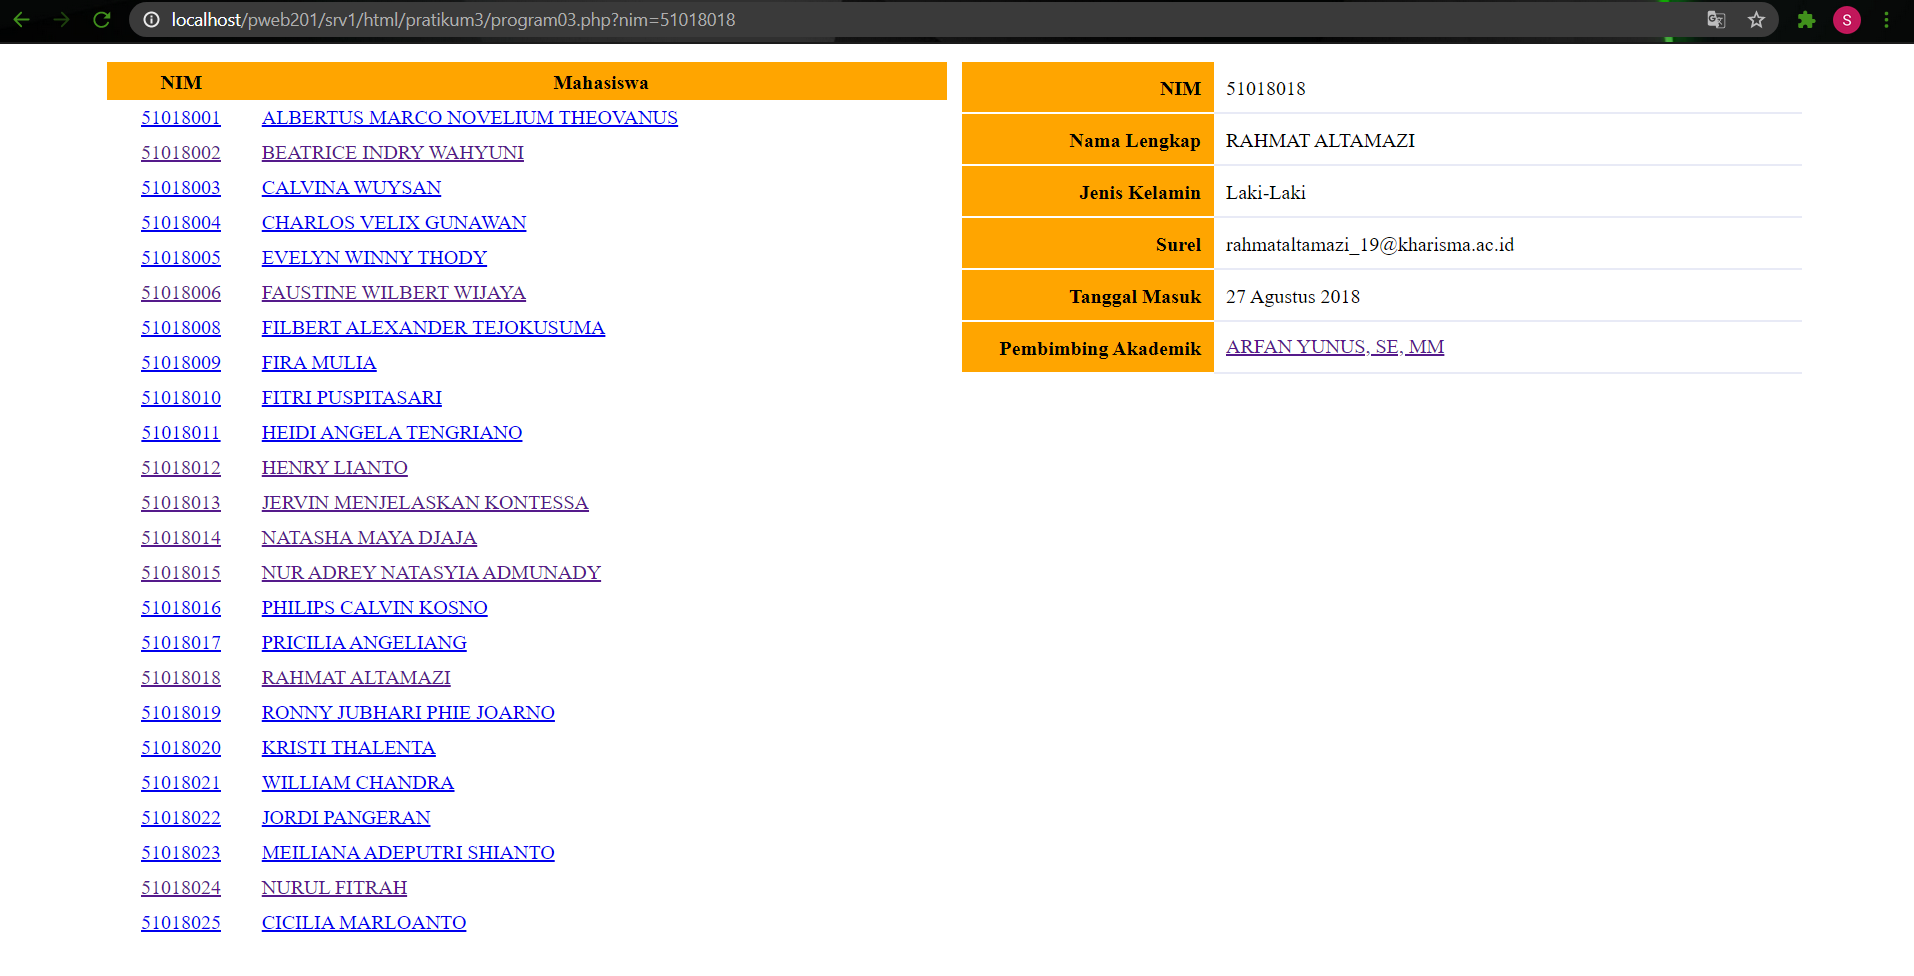 localhost/pweb201/srv1/html/pratikum3/program03.php?nim=51018018
S
NIM Mahasiswa
51018001 ALBERTUS MARCO NOVELIUM THEOVANUS
51018002 BEATRICE INDRY WAHYUNI
51018003 CALVINA WUYSAN
51018004 CHARLOS VELIX GUNAWAN
51018005 EVELYN WINNY THODY
51018006 FAUSTINE WILBERT WIJAYA
51018008 FILBERT ALEXANDER TEJOKUSUMA
51018009 FIRA MULIA
51018010 FITRI PUSPITASARI
51018011 HEIDI ANGELA TENGRIANO
51018012 HENRY LIANTO
51018013 JERVIN MENJELASKAN KONTESSA
51018014 NATASHA MAYA DJAJA
51018015 NUR ADREY NATASYIA ADMUNADY
51018016 PHILIPS CALVIN KOSNO
51018017 PRICILIA ANGELIANG
51018018 RAHMAT ALTAMAZI
51018019 RONNY JUBHARI PHIE JOARNO
51018020 KRISTI THALENTA
51018021 WILLIAM CHANDRA
51018022 JORDI PANGERAN
51018023 MEILIANA ADEPUTRI SHIANTO
51018024 NURUL FITRAH
51018025 CICILIA MARLOANTO
NIM 51018018
Nama Lengkap RAHMAT ALTAMAZI
Jenis Kelamin Laki-Laki
Surel rahmataltamazi_19@kharisma.ac.id
Tanggal Masuk 27 Agustus 2018
Pembimbing Akademik ARFAN YUNUS, SE, MM